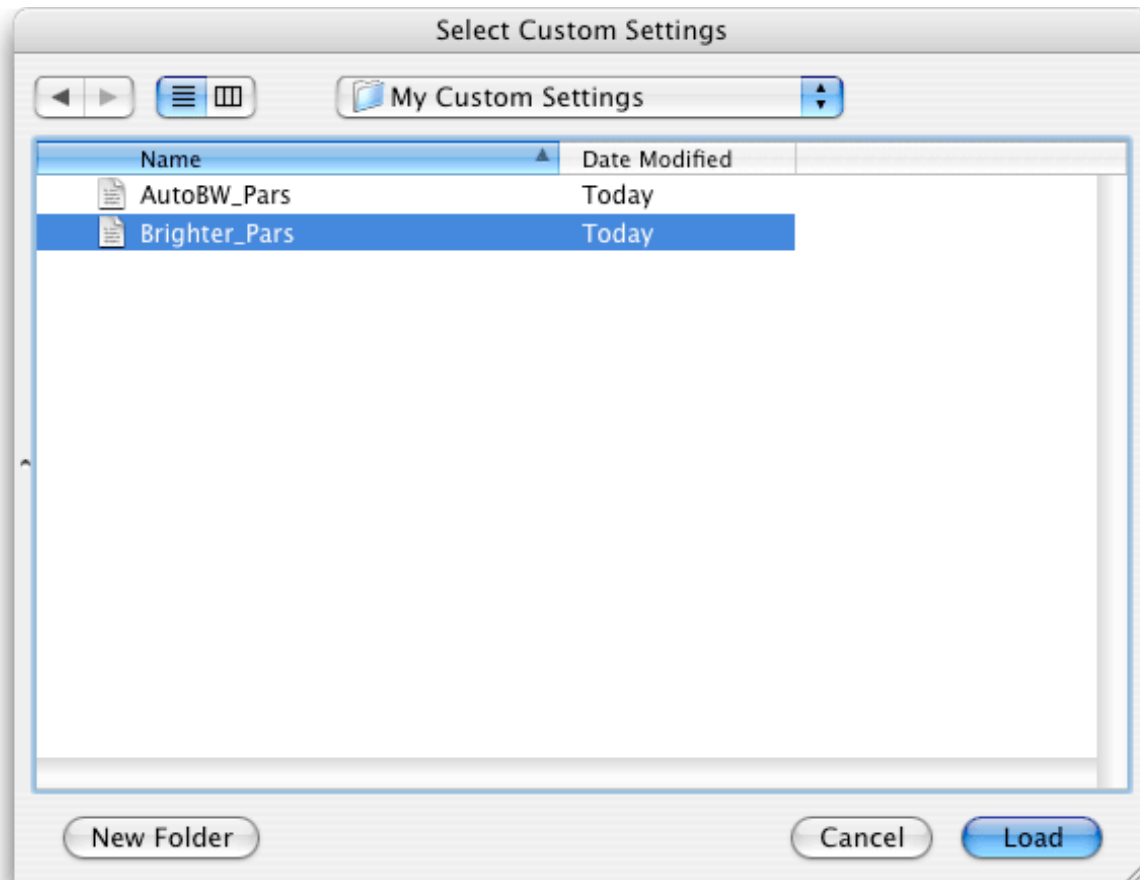 Select Custom Settings
My Custom Settings
Name Date Modified
AutoBW_Pars Today
Brighter_Pars Today
New Folder Cancel Load